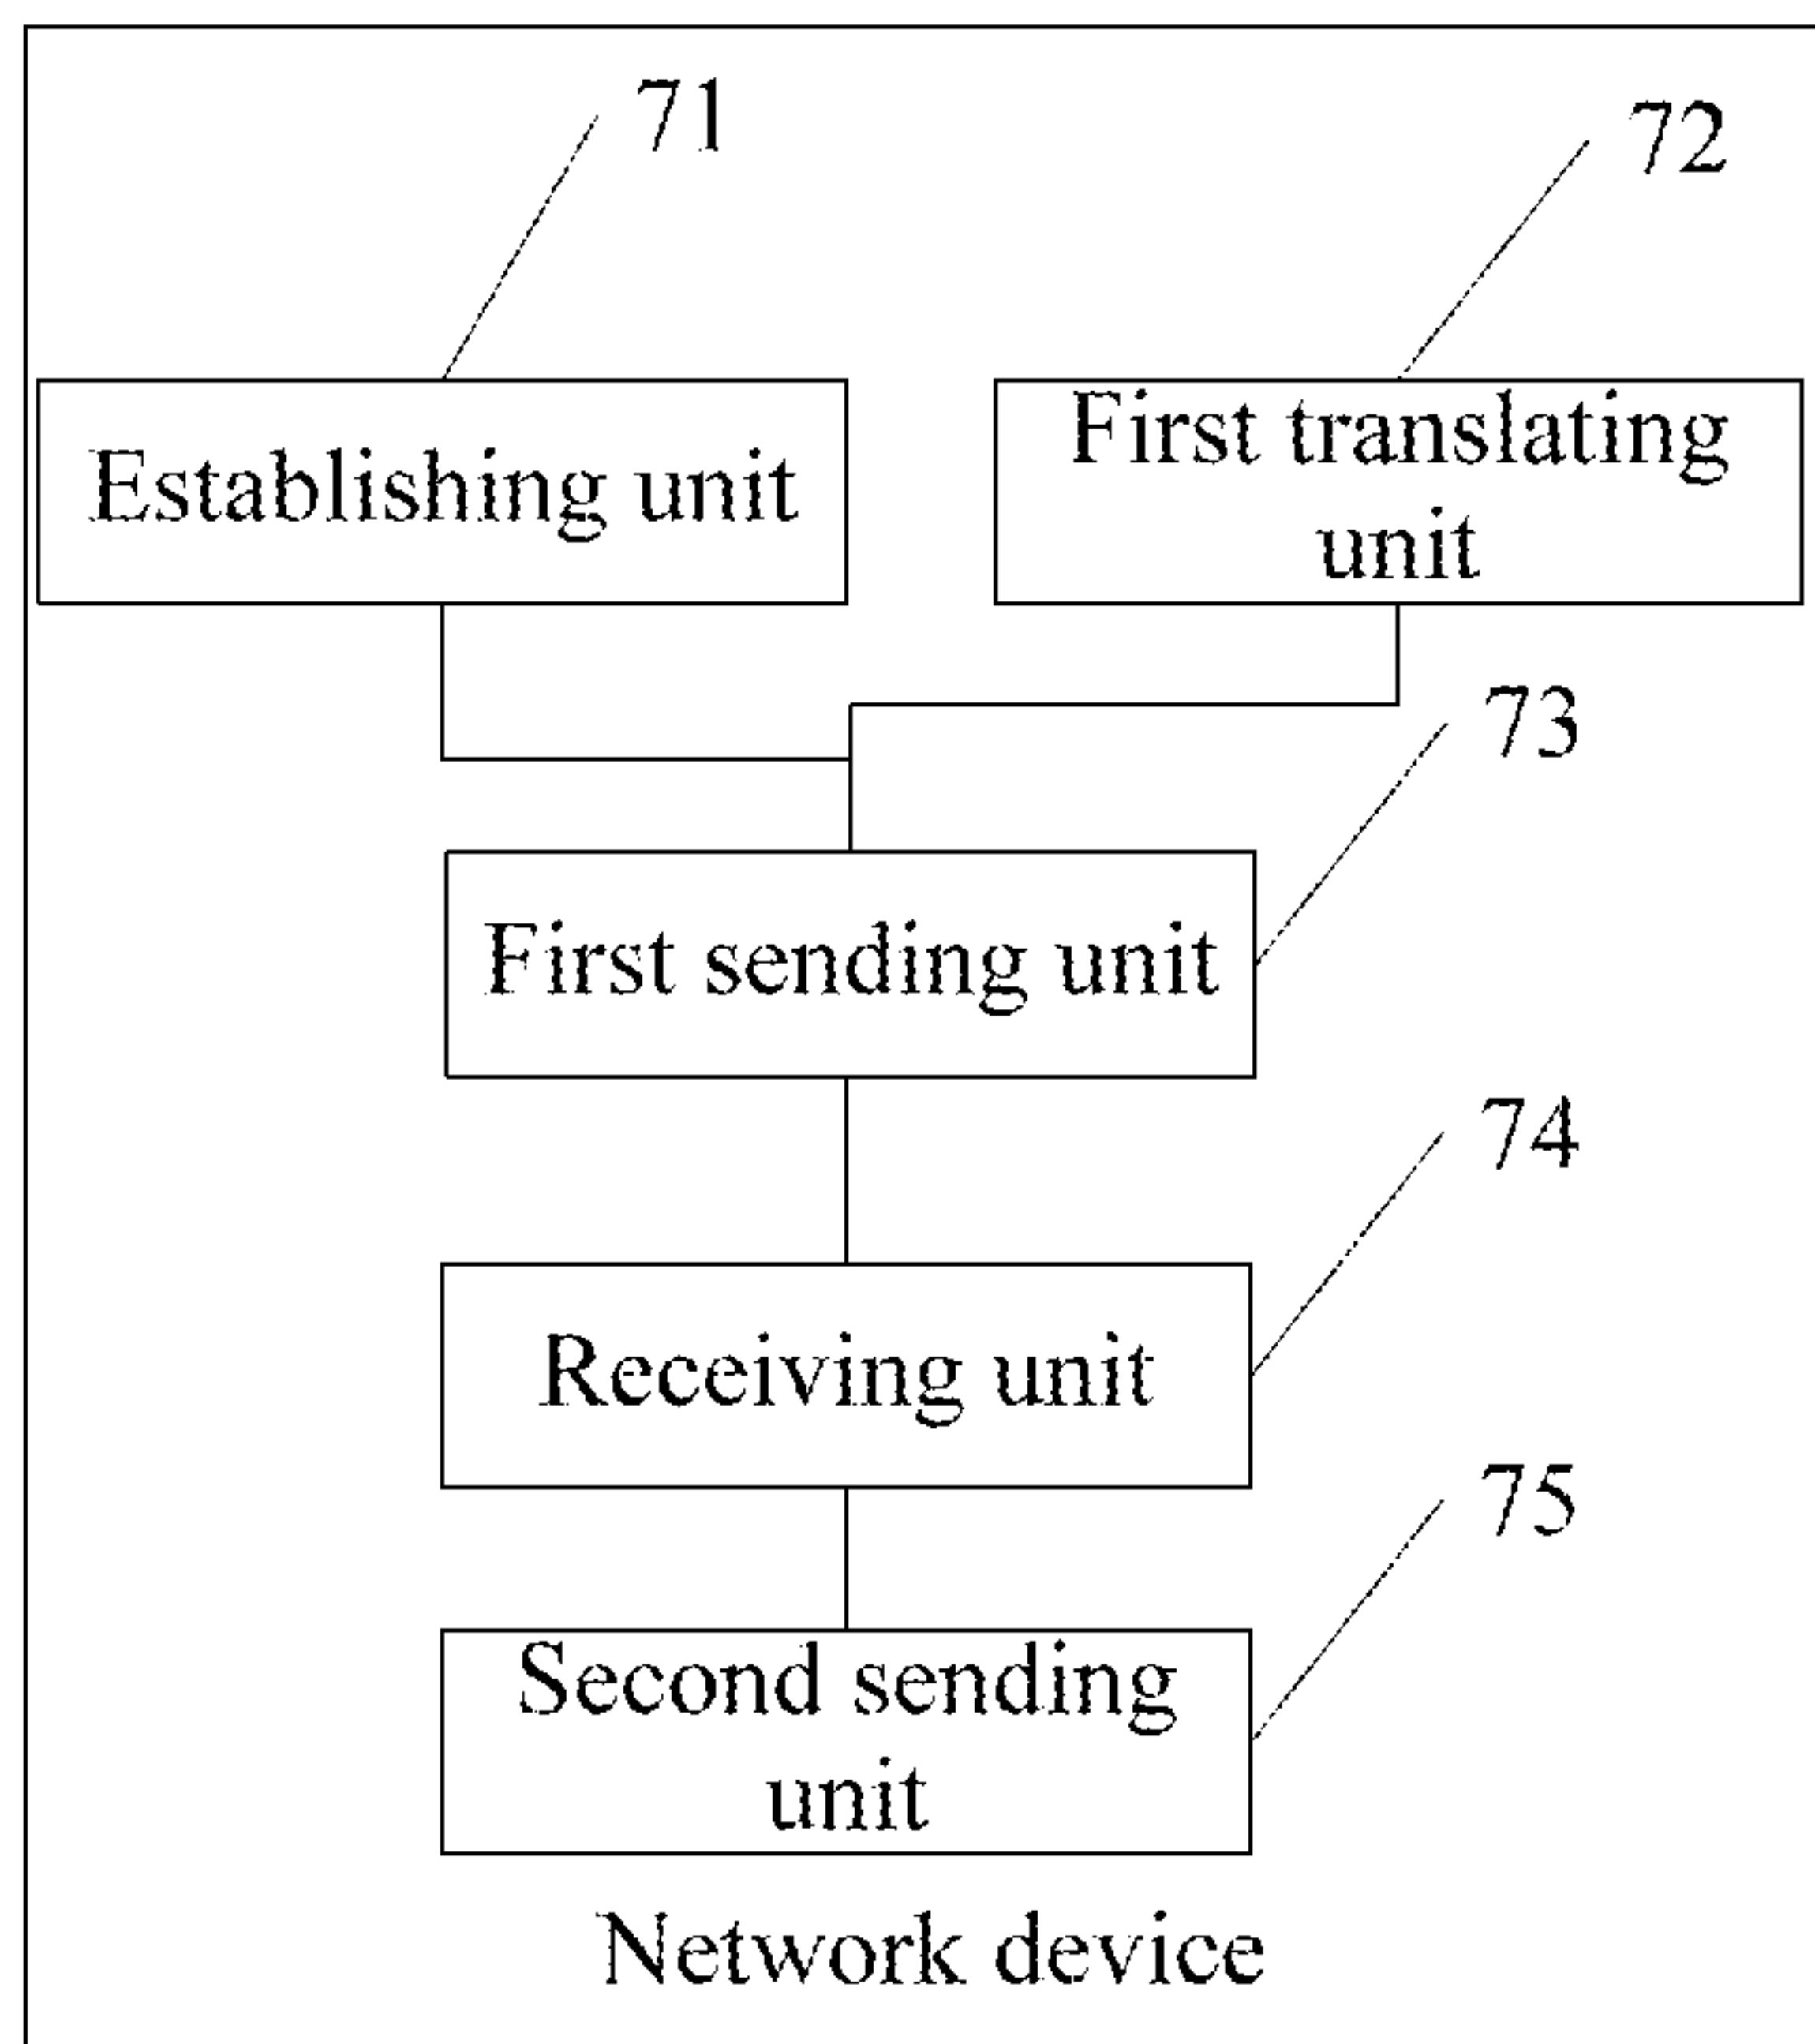 71
72
Establishing unit
First translating
unit
73
First sending unit
74
Receiving unit
75
Second sending
unit
Network device